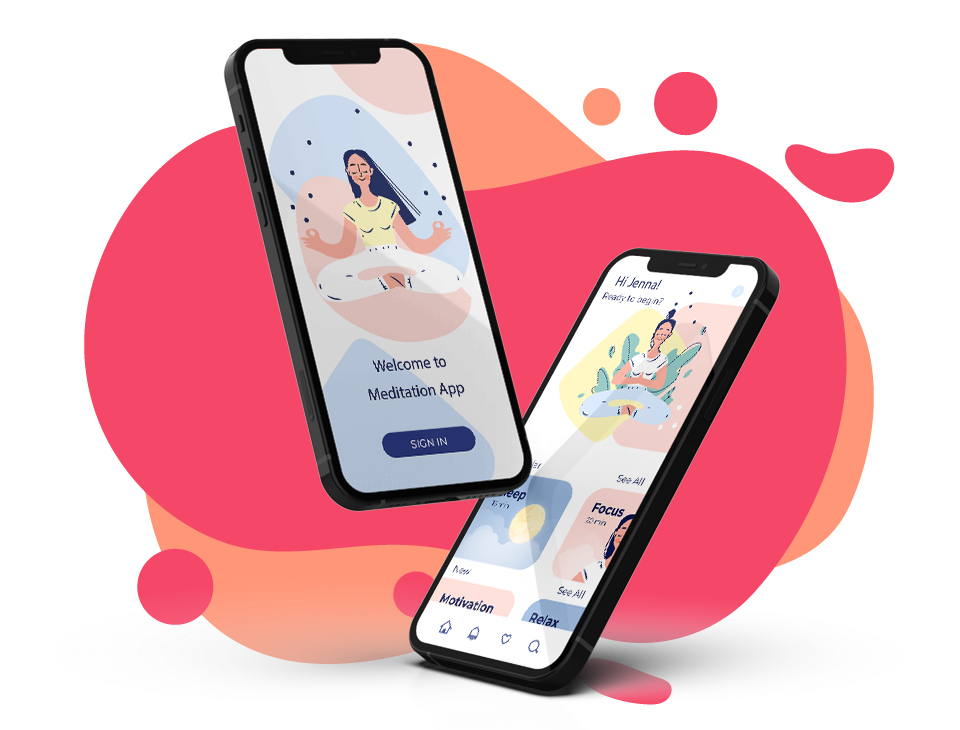 Welcome to
Meditation App
SIGN IN
Hi Jenna!
Ready to begin?
See All
Focus
New
See All
Motivation
Relax